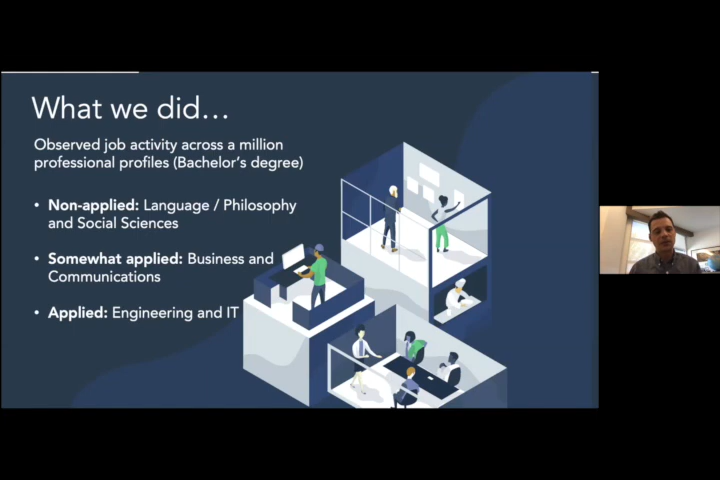 What we did…
Observed job activity across a million
professional profiles (Bachelor's degree)
• Non-applied: Language / Philosophy
and Social Sciences
• Somewhat applied: Business and
Communications
• Applied: Engineering and IT